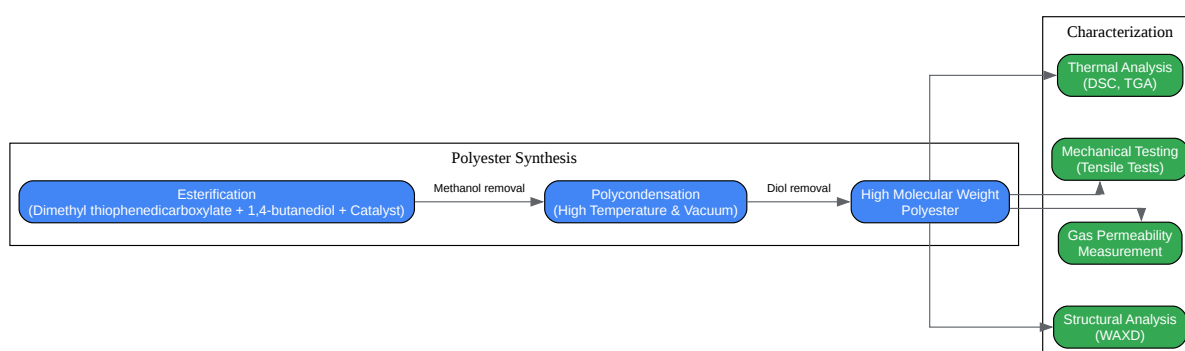 Characterization
Thermal Analysis
(DSC, TGA)
Mechanical Testing
(Tensile Tests)
Polyester Synthesis
Esterification
(Dimethyl thiophenedicarboxylate + 1,4-butanediol + Catalyst)
Methanol removal
Polycondensation
(High Temperature & Vacuum)
Diol removal
High Molecular Weight
Polyester
Gas Permeability
Measurement
Structural Analysis
(WAXD)